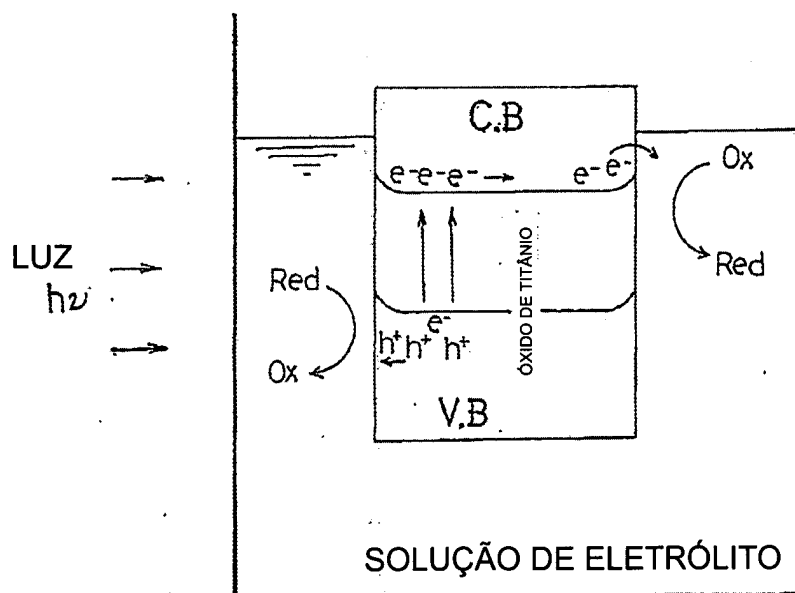 C.B
e⁻e⁻e⁻ → e⁻ e⁻
Ox
Red
LUZ
hν
Red
Ox
ÓXIDO DE TITÂNIO
e⁻
h⁺ h⁺ h⁺
V.B
SOLUÇÃO DE ELETRÓLITO